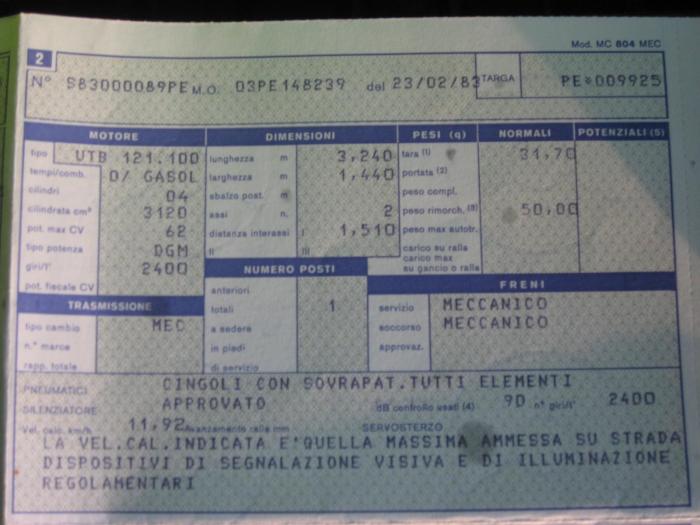 Mod. MC 804 MEC
2
N° S83000089PE M.O. 03PE148239 del 23/02/83 TARGA PE*009925
MOTORE DIMENSIONI PESI (q) NORMALI POTENZIALI (5)
tipo UTB 121.100 lunghezza m 3,240 tara (1) 31,70
tempi/comb. D/ GASOL larghezza m 1,440 portata (2)
cilindri 04 sbalzo post. m peso compl.
cilindrata cm³ 3120 assi n. 2 peso rimorch. (3) 50,00
pot. max CV 62 distanza interassi I 1,510 peso max autotr.
tipo potenza DGM II III carico su ralla
giri/l' 2400 carico max
su gancio o ralla
pot. fiscale CV NUMERO POSTI FRENI
TRASMISSIONE anteriori servizio MECCANICO
tipo cambio MEC totali 1 soccorso MECCANICO
n.° marce a sedere approvaz.
rapp. totale in piedi
di servizio
PNEUMATICI CINGOLI CON SOVRAPAT.TUTTI ELEMENTI
SILENZIATORE APPROVATO dB controllo usati (4) 90 n° giri/l' 2400
Vel. calc. km/h 11,92 Avanzamento ralla mm SERVOSTERZO
LA VEL.CAL.INDICATA E'QUELLA MASSIMA AMMESSA SU STRADA
DISPOSITIVI DI SEGNALAZIONE VISIVA E DI ILLUMINAZIONE
REGOLAMENTARI